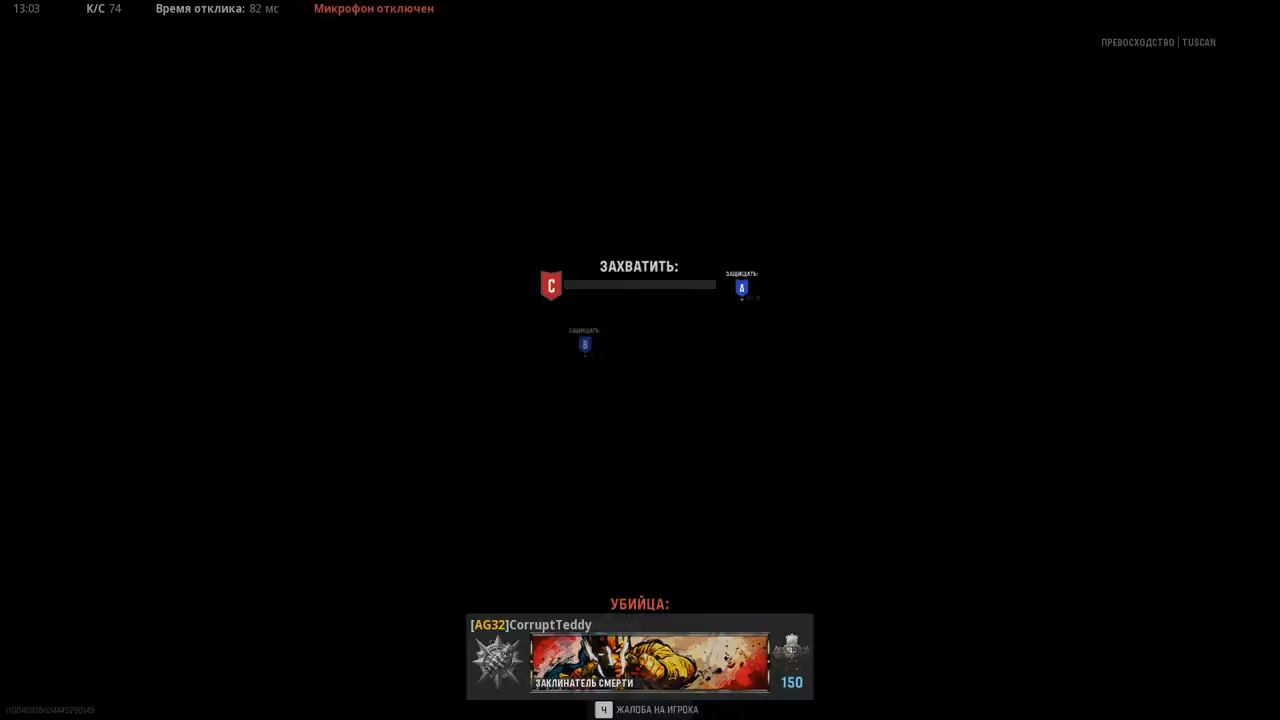 13:03 К/С 74 Время отклика: 82 мс Микрофон отключен
ПРЕВОСХОДСТВО | TUSCAN
ЗАХВАТИТЬ:
C
ЗАЩИЩАТЬ:
A
ЗАЩИЩАТЬ:
B
УБИЙЦА:
[AG32]CorruptTeddy
ЗАКЛИНАТЕЛЬ СМЕРТИ
150
Ч ЖАЛОБА НА ИГРОКА